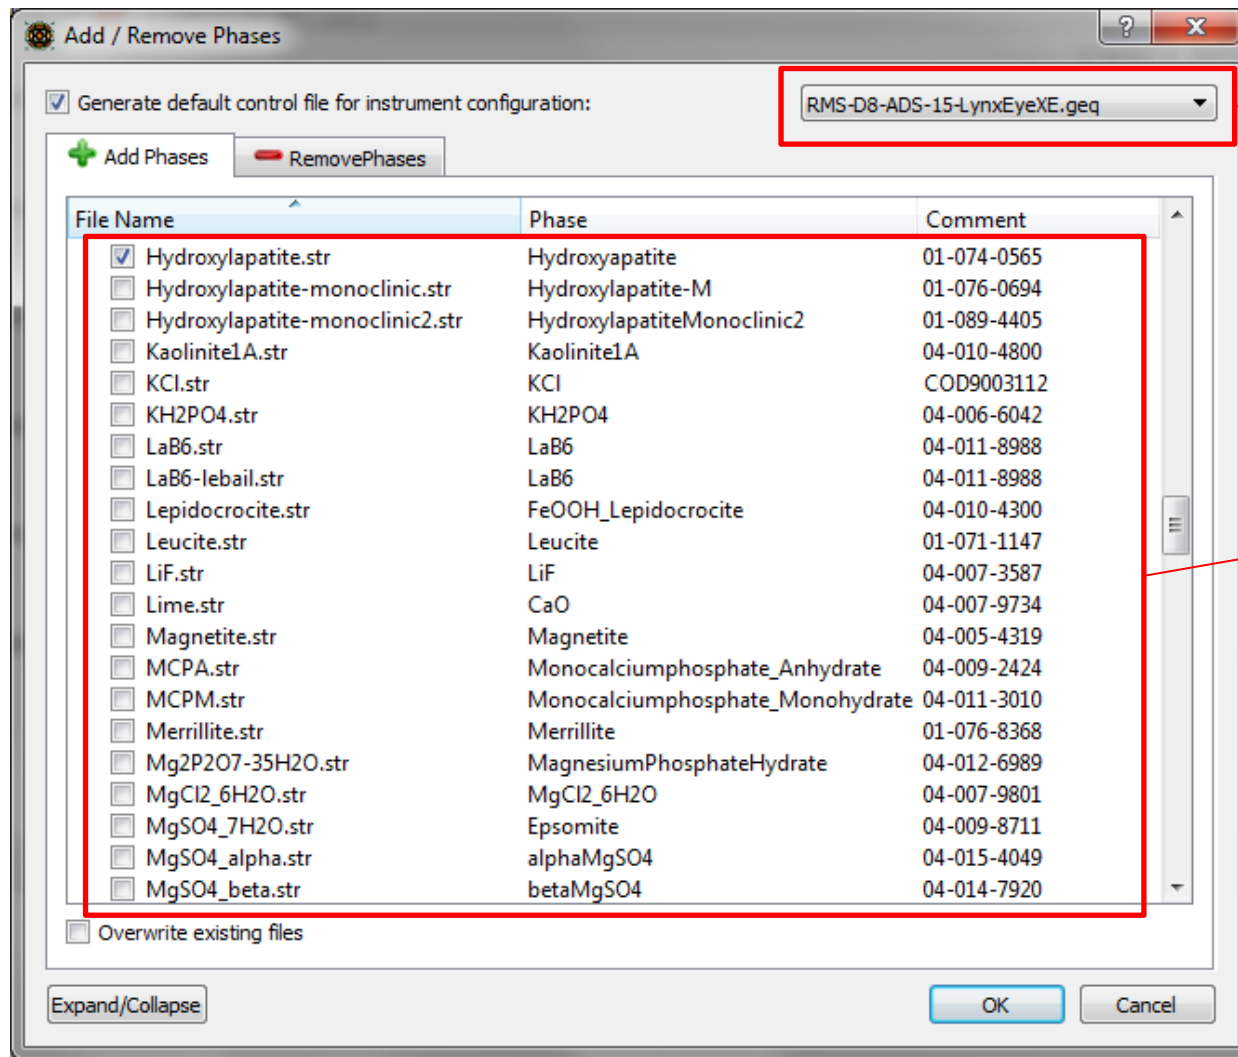 Add / Remove Phases
Generate default control file for instrument configuration: RMS-D8-ADS-15-LynxEyeXE.geq
Add Phases RemovePhases
File Name Phase Comment
Hydroxylapatite.str Hydroxyapatite 01-074-0565
Hydroxylapatite-monoclinic.str Hydroxylapatite-M 01-076-0694
Hydroxylapatite-monoclinic2.str HydroxylapatiteMonoclinic2 01-089-4405
Kaolinite1A.str Kaolinite1A 04-010-4800
KCl.str KCl COD9003112
KH2PO4.str KH2PO4 04-006-6042
LaB6.str LaB6 04-011-8988
LaB6-lebail.str LaB6 04-011-8988
Lepidocrocite.str FeOOH_Lepidocrocite 04-010-4300
Leucite.str Leucite 01-071-1147
LiF.str LiF 04-007-3587
Lime.str CaO 04-007-9734
Magnetite.str Magnetite 04-005-4319
MCPA.str Monocalciumphosphate_Anhydrate 04-009-2424
MCPM.str Monocalciumphosphate_Monohydrate 04-011-3010
Merrillite.str Merrillite 01-076-8368
Mg2P2O7-35H2O.str MagnesiumPhosphateHydrate 04-012-6989
MgCl2_6H2O.str MgCl2_6H2O 04-007-9801
MgSO4_7H2O.str Epsomite 04-009-8711
MgSO4_alpha.str alphaMgSO4 04-015-4049
MgSO4_beta.str betaMgSO4 04-014-7920
Overwrite existing files
Expand/Collapse OK Cancel